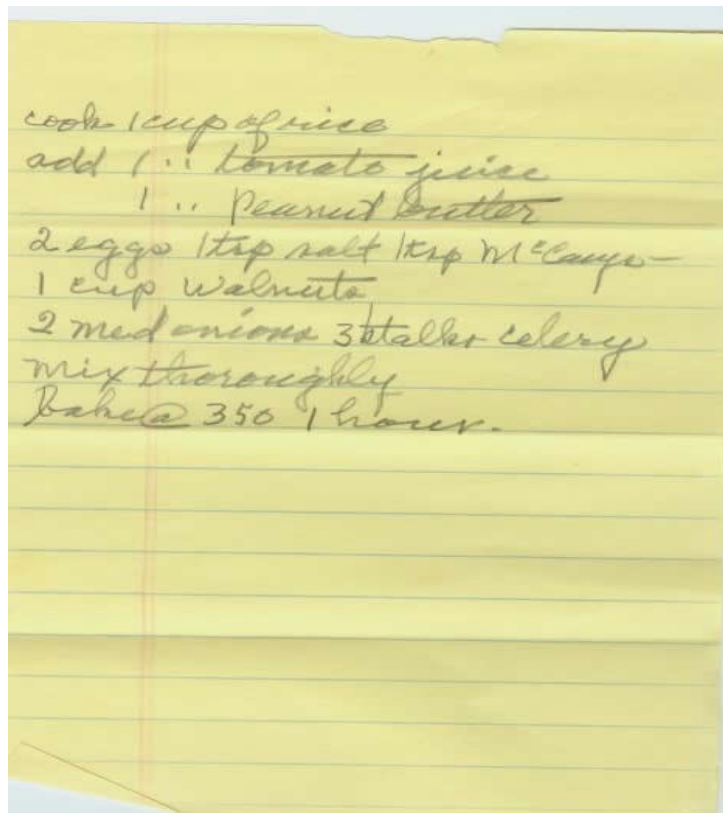 cook 1 cup of rice
add 1 " tomato juice
1 " Peanut butter
2 eggs 1 tsp salt 1 tsp McCays-
1 cup walnuts
2 med onions 3 stalks celery
mix thoroughly
Bake @ 350 1 hour.